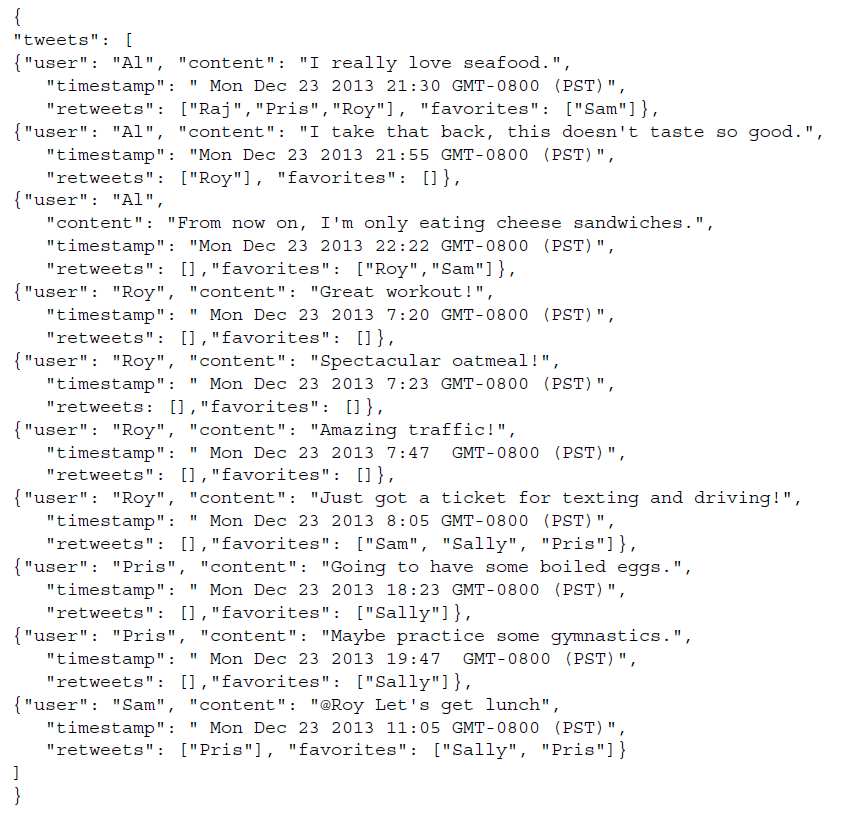 {
"tweets": [
{"user": "Al", "content": "I really love seafood.",
   "timestamp": " Mon Dec 23 2013 21:30 GMT-0800 (PST)",
   "retweets": ["Raj","Pris","Roy"], "favorites": ["Sam"]},
{"user": "Al", "content": "I take that back, this doesn't taste so good.",
   "timestamp": "Mon Dec 23 2013 21:55 GMT-0800 (PST)",
   "retweets": ["Roy"], "favorites": []},
{"user": "Al",
   "content": "From now on, I'm only eating cheese sandwiches.",
   "timestamp": "Mon Dec 23 2013 22:22 GMT-0800 (PST)",
   "retweets": [],"favorites": ["Roy","Sam"]},
{"user": "Roy", "content": "Great workout!",
   "timestamp": " Mon Dec 23 2013 7:20 GMT-0800 (PST)",
   "retweets": [],"favorites": []},
{"user": "Roy", "content": "Spectacular oatmeal!",
   "timestamp": " Mon Dec 23 2013 7:23 GMT-0800 (PST)",
   "retweets: [],"favorites": []},
{"user": "Roy", "content": "Amazing traffic!",
   "timestamp": " Mon Dec 23 2013 7:47  GMT-0800 (PST)",
   "retweets": [],"favorites": []},
{"user": "Roy", "content": "Just got a ticket for texting and driving!",
   "timestamp": " Mon Dec 23 2013 8:05 GMT-0800 (PST)",
   "retweets": [],"favorites": ["Sam", "Sally", "Pris"]},
{"user": "Pris", "content": "Going to have some boiled eggs.",
   "timestamp": " Mon Dec 23 2013 18:23 GMT-0800 (PST)",
   "retweets": [],"favorites": ["Sally"]},
{"user": "Pris", "content": "Maybe practice some gymnastics.",
   "timestamp": " Mon Dec 23 2013 19:47  GMT-0800 (PST)",
   "retweets": [],"favorites": ["Sally"]},
{"user": "Sam", "content": "@Roy Let's get lunch",
   "timestamp": " Mon Dec 23 2013 11:05 GMT-0800 (PST)",
   "retweets": ["Pris"], "favorites": ["Sally", "Pris"]}
]
}